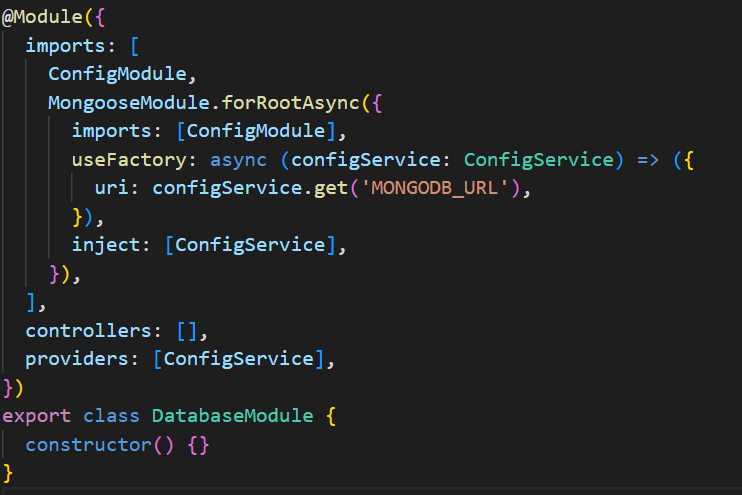 @Module({
  imports: [
    ConfigModule,
    MongooseModule.forRootAsync({
      imports: [ConfigModule],
      useFactory: async (configService: ConfigService) => ({
        uri: configService.get('MONGODB_URL'),
      }),
      inject: [ConfigService],
    }),
  ],
  controllers: [],
  providers: [ConfigService],
})
export class DatabaseModule {
  constructor() {}
}